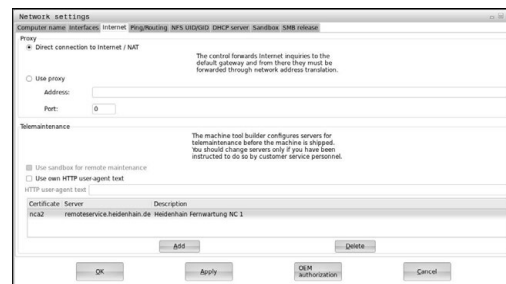 Network settings
Computer name Interfaces Internet Ping/Routing NFS UID/GID DHCP server Sandbox SMB release
Proxy
Direct connection to Internet / NAT
The control forwards Internet inquiries to the
default gateway and from there they must be
forwarded through network address translation.
Use proxy
Address:
Port: 0
Telemaintenance
The machine tool builder configures servers for
telemaintenance before the machine is shipped.
You should change servers only if you have been
instructed to do so by customer service personnel.
Use sandbox for remote maintenance
Use own HTTP user-agent text
HTTP user-agent text
Certificate Server Description
nca2 remoteservice.heidenhain.de Heidenhain Fernwartung NC 1
Add Delete
OK Apply OEM authorization Cancel